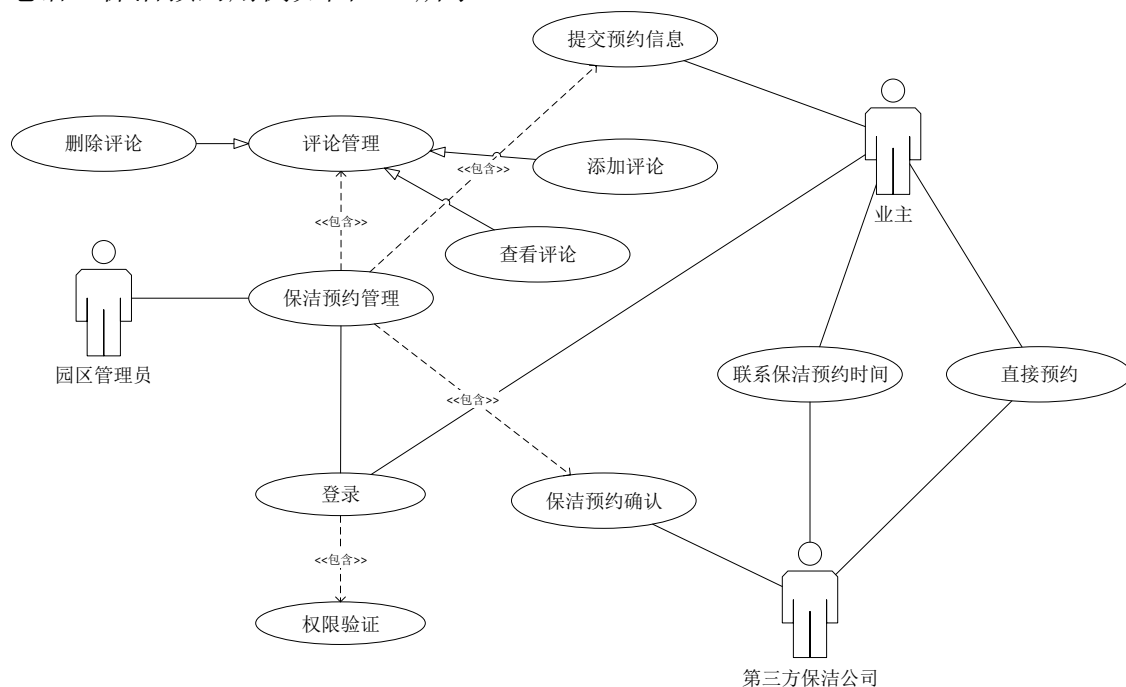 提交预约信息
删除评论
评论管理
添加评论
<<包含>>
业主
<<包含>>
查看评论
保洁预约管理
园区管理员
联系保洁预约时间
直接预约
<<包含>>
登录
保洁预约确认
<<包含>>
权限验证
第三方保洁公司